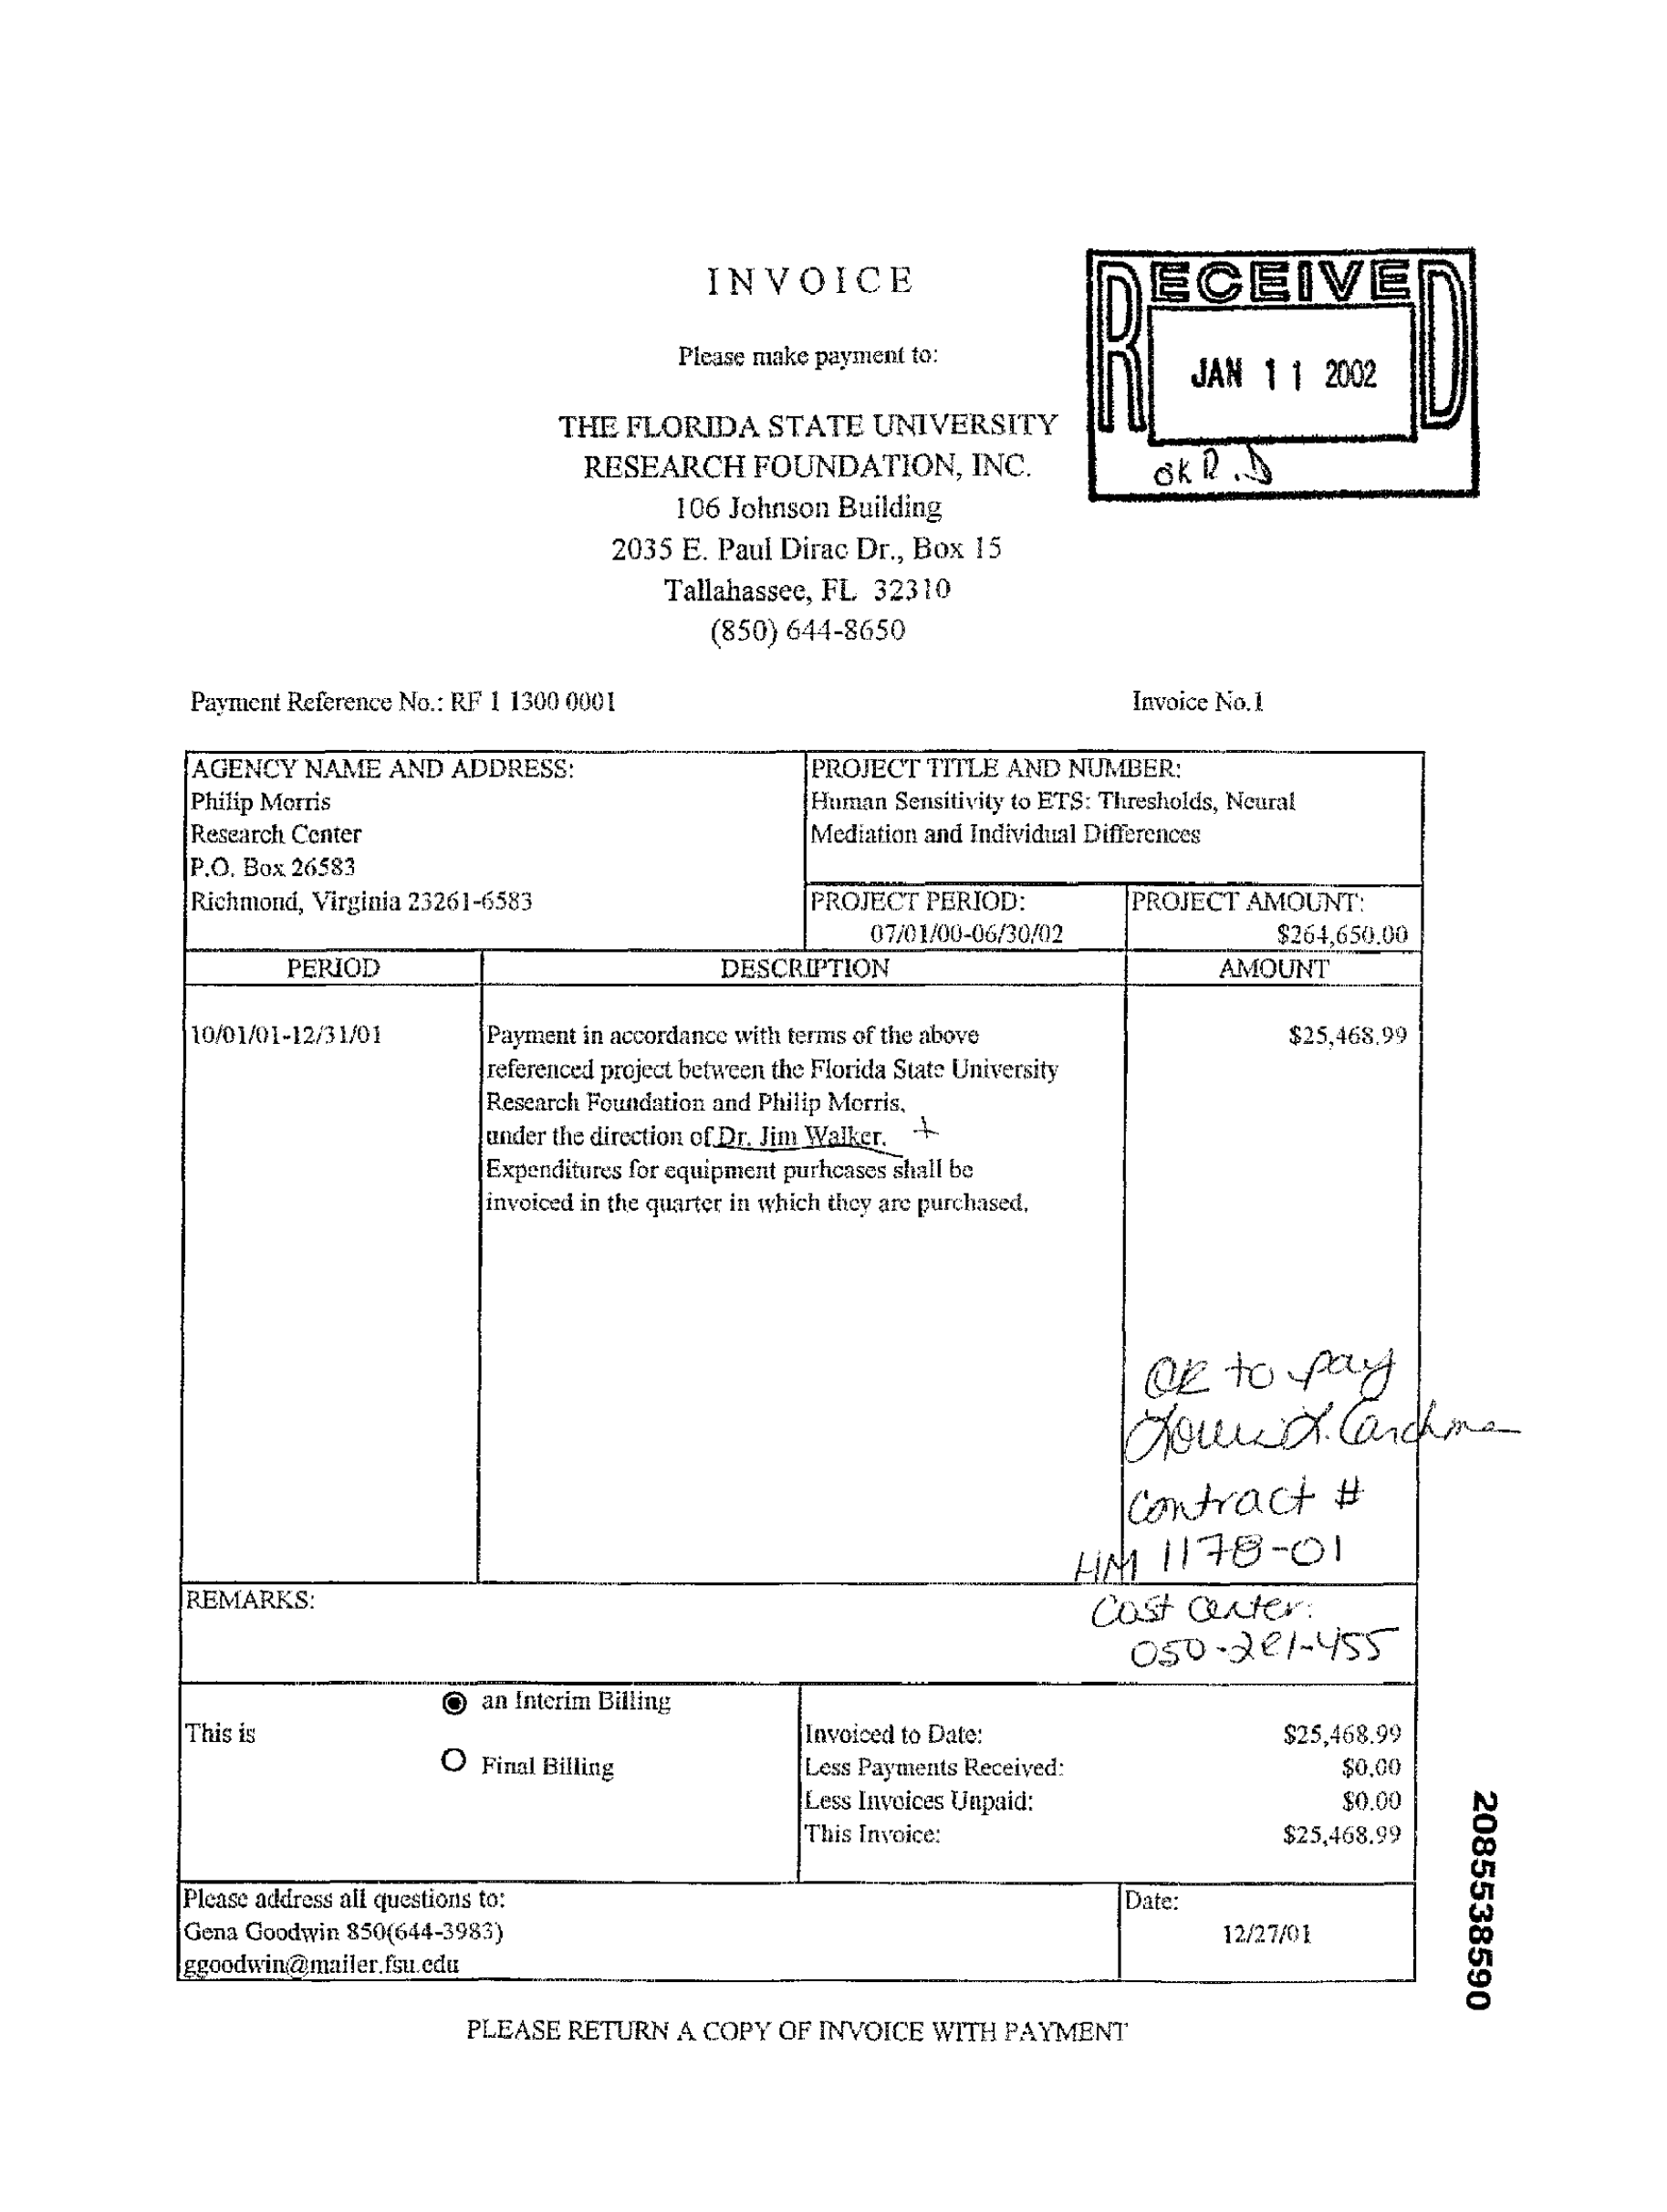 INVOICE
RECEIVED
JAN 11 2002
OK R.D
Please make payment to:
THE FLORIDA STATE UNIVERSITY
RESEARCH FOUNDATION, INC.
106 Johnson Building
2035 E. Paul Dirac Dr., Box 15
Tallahassee, FL 32310
(850) 644-8650
Payment Reference No.: RF 1 1300 0001
Invoice No.1
AGENCY NAME AND ADDRESS:
Philip Morris
Research Center
P.O. Box 26583
Richmond, Virginia 23261-6583
PROJECT TITLE AND NUMBER:
Human Sensitivity to ETS: Thresholds, Neural
Mediation and Individual Differences
PROJECT PERIOD:
07/01/00-06/30/02
PROJECT AMOUNT:
$264,650.00
PERIOD DESCRIPTION AMOUNT
10/01/01-12/31/01
Payment in accordance with terms of the above
referenced project between the Florida State University
Research Foundation and Philip Morris,
under the direction of Dr. Jim Walker. +
Expenditures for equipment purhcases shall be
invoiced in the quarter in which they are purchased.
$25,468.99
OK to pay
Contract #
HM 1178-01
REMARKS:
Cost center:
050-281-455
This is
an Interim Billing
Final Billing
Invoiced to Date: $25,468.99
Less Payments Received: $0.00
Less Invoices Unpaid: $0.00
This Invoice: $25,468.99
Please address all questions to:
Gena Goodwin 850(644-3983)
ggoodwin@mailer.fsu.edu
Date:
12/27/01
PLEASE RETURN A COPY OF INVOICE WITH PAYMENT
2085538590